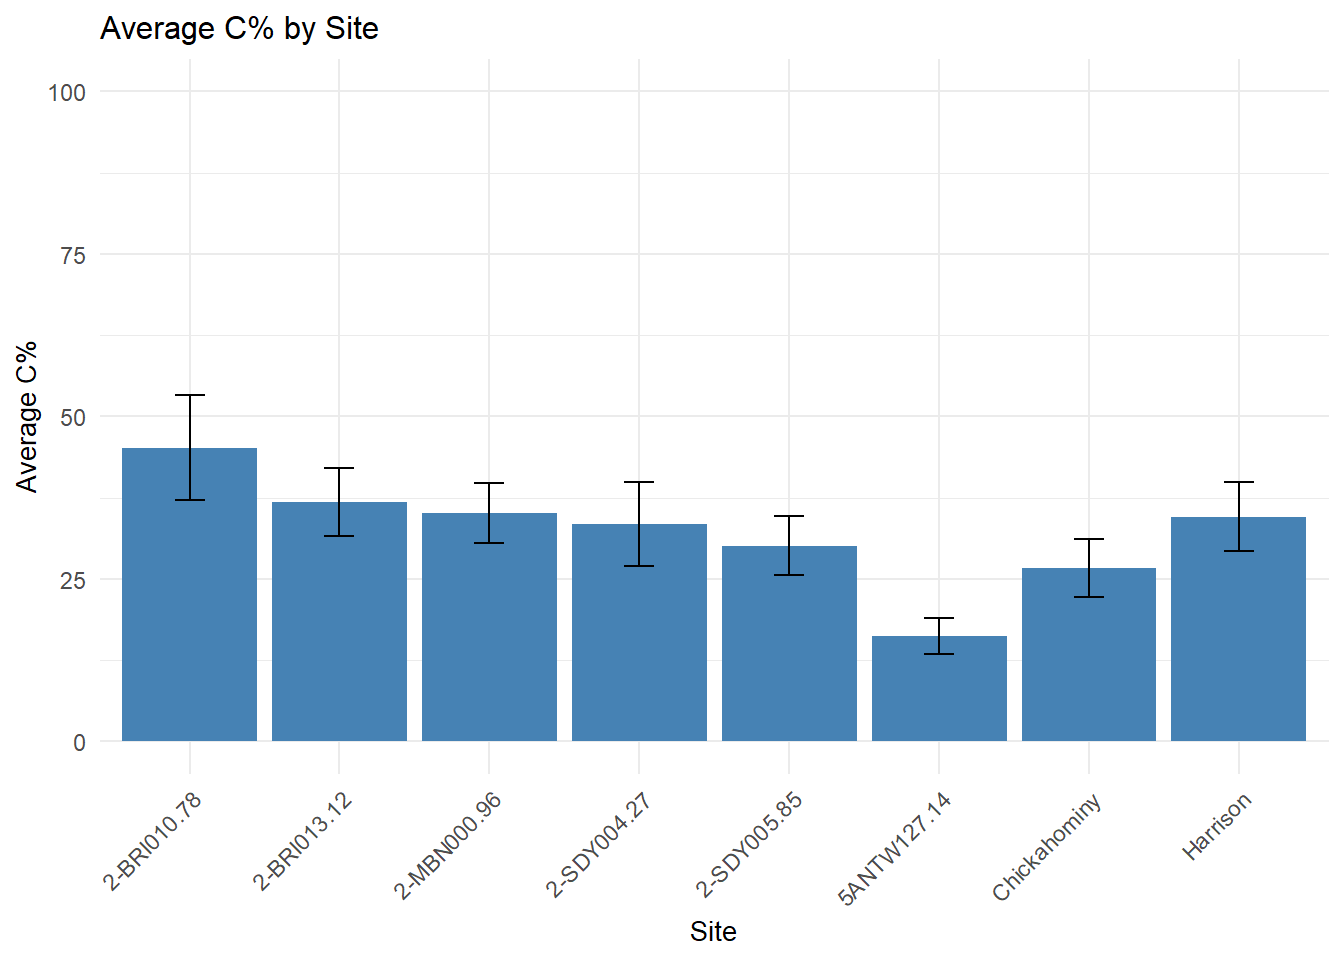 Average C% by Site
Average C%
100
75
50
25
0
2-BRI010.78
2-BRI013.12
2-MBN000.96
2-SDY004.27
2-SDY005.85
5ANTW127.14
Chickahominy
Harrison
Site